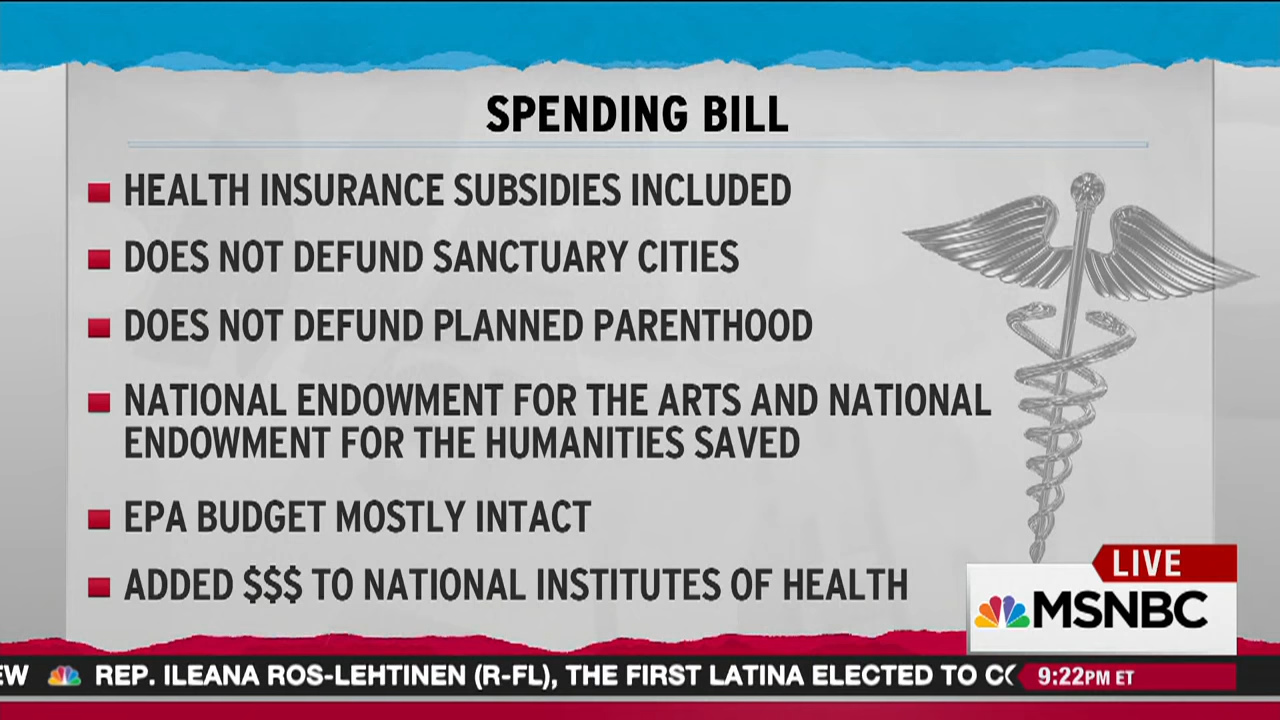 SPENDING BILL
HEALTH INSURANCE SUBSIDIES INCLUDED
DOES NOT DEFUND SANCTUARY CITIES
DOES NOT DEFUND PLANNED PARENTHOOD
NATIONAL ENDOWMENT FOR THE ARTS AND NATIONAL
ENDOWMENT FOR THE HUMANITIES SAVED
EPA BUDGET MOSTLY INTACT
ADDED $$$ TO NATIONAL INSTITUTES OF HEALTH
LIVE
MSNBC
EW REP. ILEANA ROS-LEHTINEN (R-FL), THE FIRST LATINA ELECTED TO 9:22PM ET